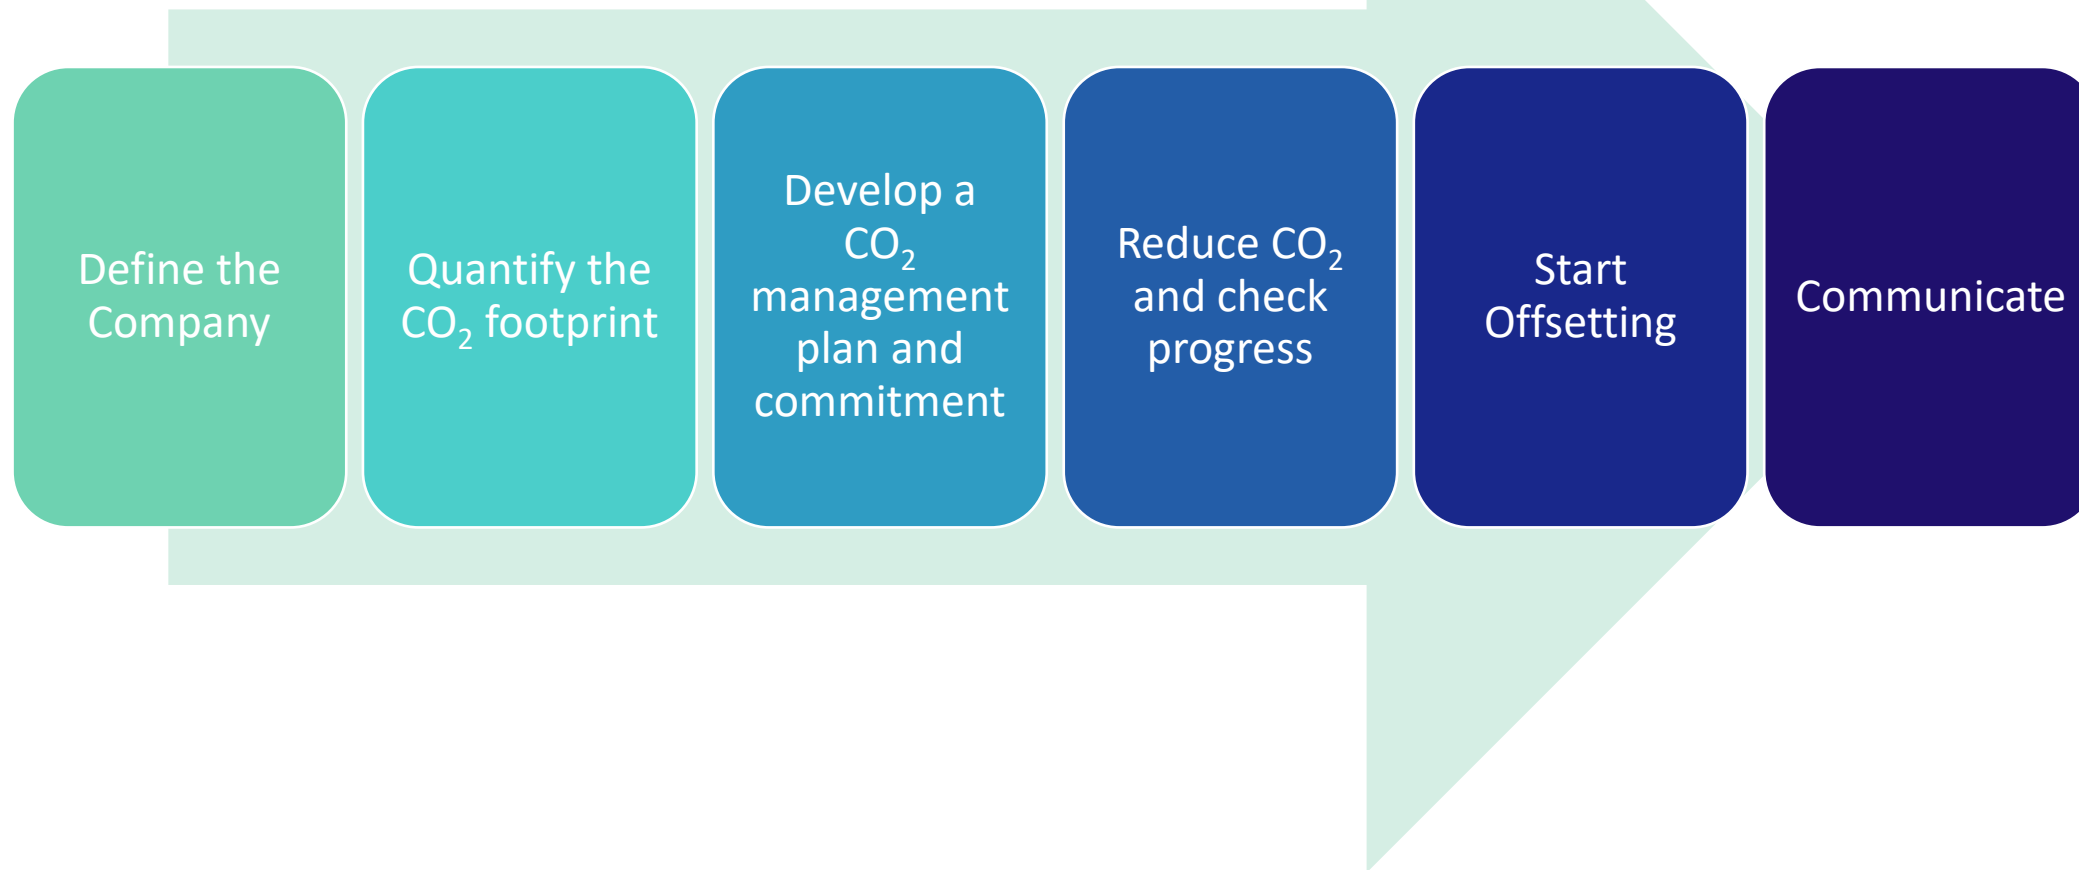 Define the
Company
Quantify the
CO₂ footprint
Develop a
CO₂
management
plan and
commitment
Reduce CO₂
and check
progress
Start
Offsetting
Communicate